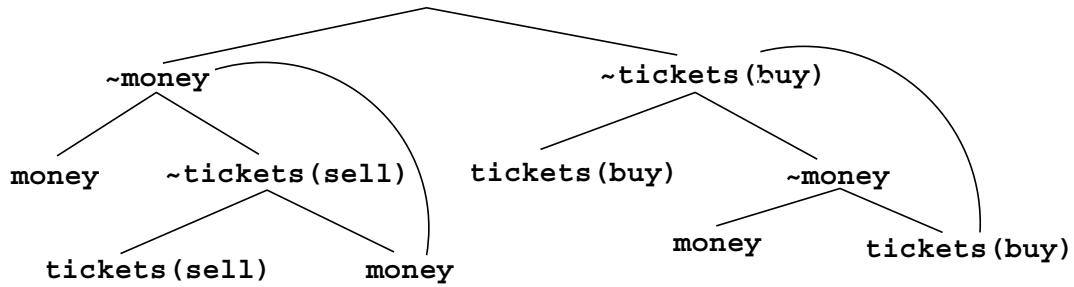 ~money ~tickets(buy)
money ~tickets(sell) tickets(buy) ~money
tickets(sell) money money tickets(buy)